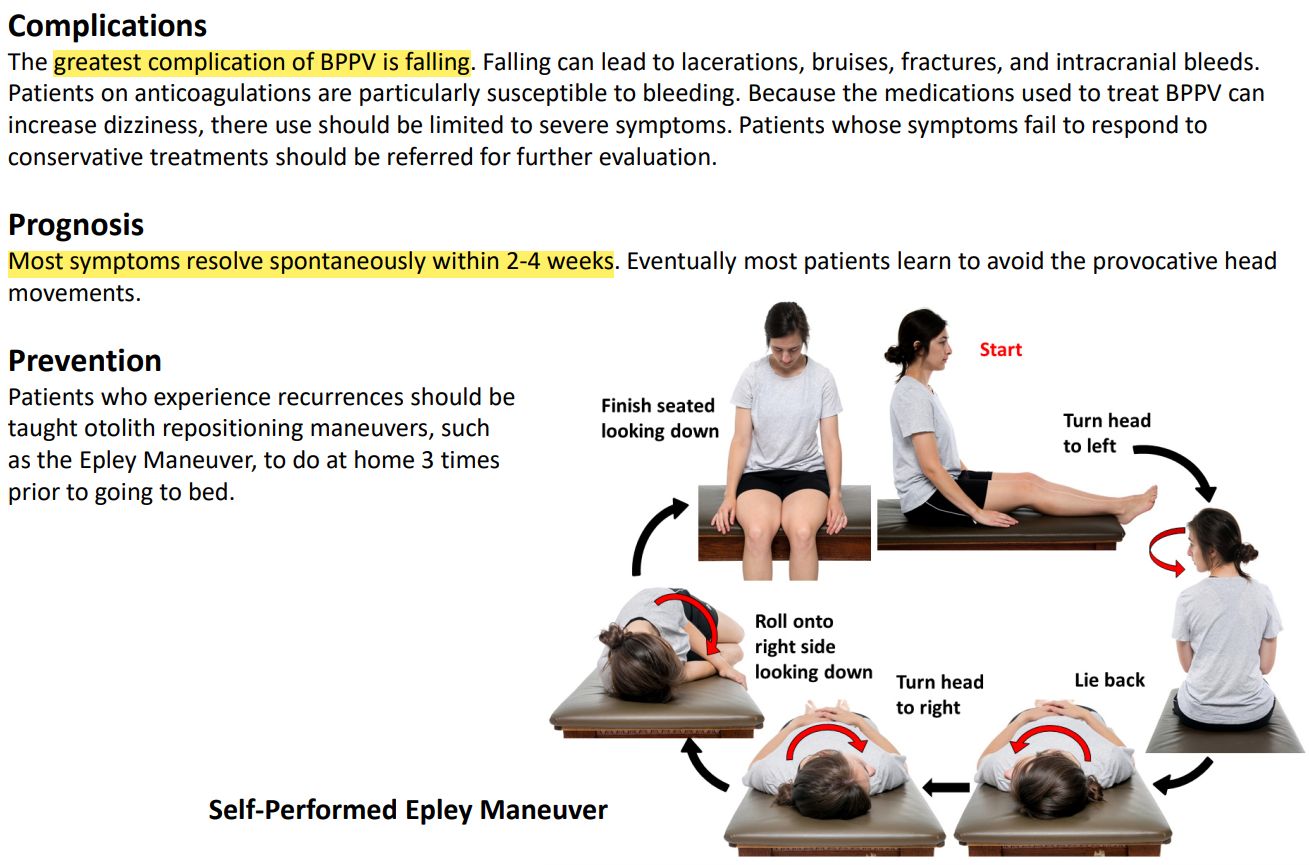 Complications
The greatest complication of BPPV is falling. Falling can lead to lacerations, bruises, fractures, and intracranial bleeds.
Patients on anticoagulations are particularly susceptible to bleeding. Because the medications used to treat BPPV can
increase dizziness, there use should be limited to severe symptoms. Patients whose symptoms fail to respond to
conservative treatments should be referred for further evaluation.
Prognosis
Most symptoms resolve spontaneously within 2-4 weeks. Eventually most patients learn to avoid the provocative head
movements.
Prevention
Patients who experience recurrences should be
taught otolith repositioning maneuvers, such
as the Epley Maneuver, to do at home 3 times
prior to going to bed.
Start
Turn head
to left
Lie back
Turn head
to right
Roll onto
right side
looking down
Finish seated
looking down
Self-Performed Epley Maneuver